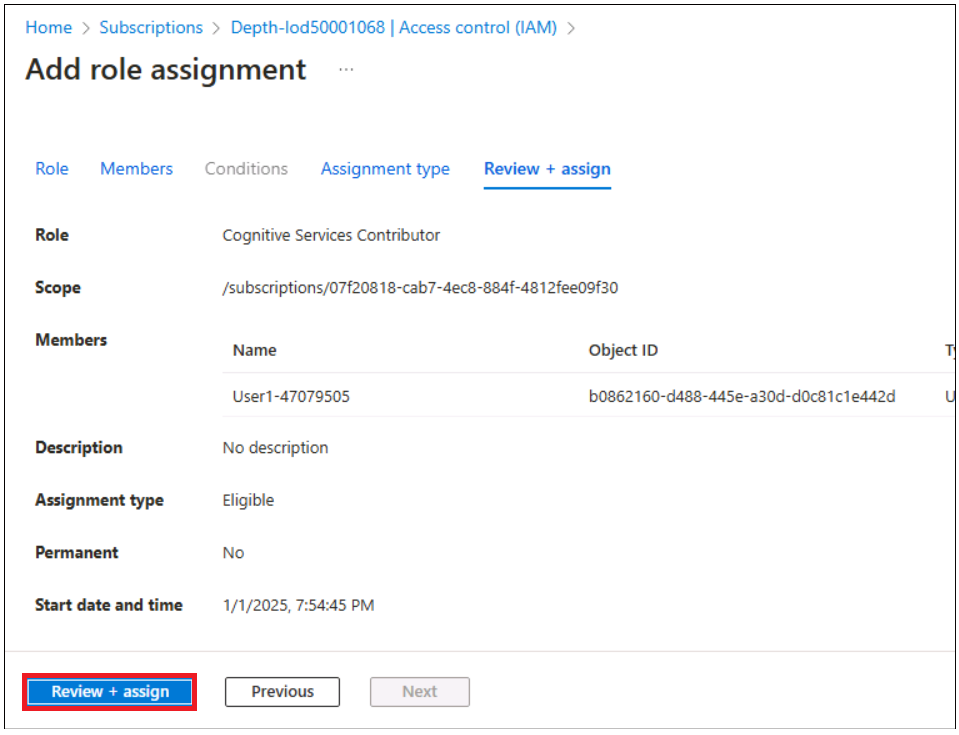 Home > Subscriptions > Depth-lod50001068 | Access control (IAM) >
Add role assignment ...
Role Members Conditions Assignment type Review + assign
Role Cognitive Services Contributor
Scope /subscriptions/07f20818-cab7-4ec8-884f-4812fee09f30
Members
Name Object ID
User1-47079505 b0862160-d488-445e-a30d-d0c81c1e442d
Description No description
Assignment type Eligible
Permanent No
Start date and time 1/1/2025, 7:54:45 PM
Review + assign Previous Next